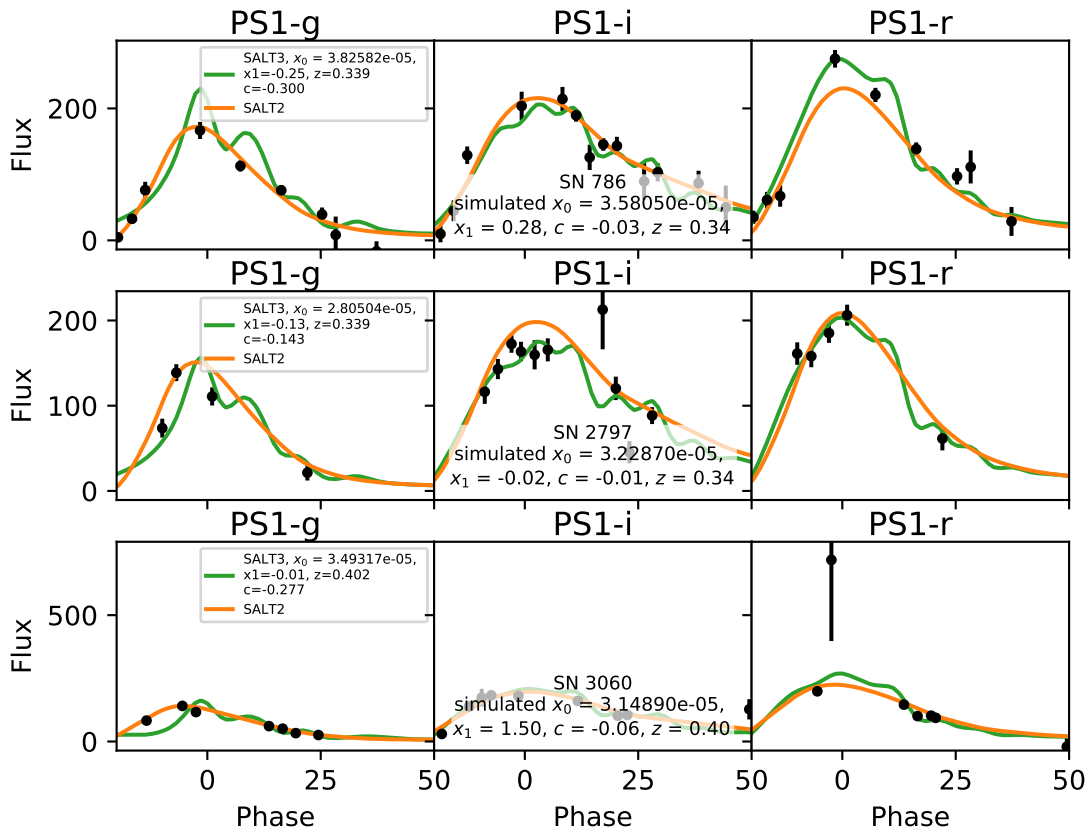 PS1-g PS1-i PS1-r
Flux
200
0
SALT3, x₀ = 3.82582e-05,
x1=-0.25, z=0.339
c=-0.300
SALT2
SN 786
simulated x₀ = 3.58050e-05,
x₁ = 0.28, c = -0.03, z = 0.34
PS1-g PS1-i PS1-r
Flux
200
100
0
SALT3, x₀ = 2.80504e-05,
x1=-0.13, z=0.339
c=-0.143
SALT2
SN 2797
simulated x₀ = 3.22870e-05,
x₁ = -0.02, c = -0.01, z = 0.34
PS1-g PS1-i PS1-r
Flux
500
0
SALT3, x₀ = 3.49317e-05,
x1=-0.01, z=0.402
c=-0.277
SALT2
SN 3060
simulated x₀ = 3.14890e-05,
x₁ = 1.50, c = -0.06, z = 0.40
0 25 50 0 25 50 0 25 50
Phase Phase Phase